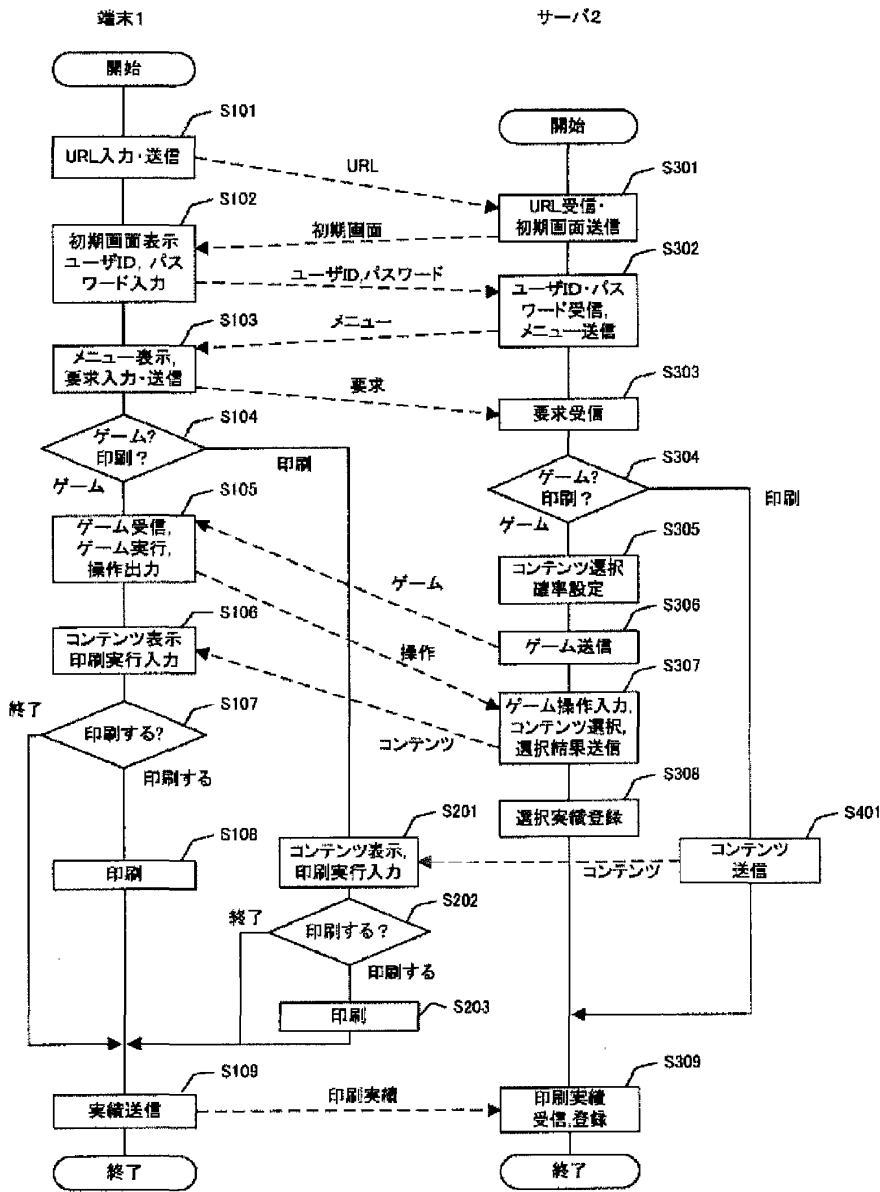 端末1
サーバ2
開始
S101
開始
URL入力・送信
URL
S301
S102
URL受信・
初期画面送信
初期画面
初期画面表示
ユーザID, パス
ワード入力
S302
ユーザID,パスワード
ユーザID・パス
ワード受信,
メニュー送信
S103
メニュー
メニュー表示,
要求入力・送信
S303
要求
要求受信
S104
ゲーム?
印刷?
印刷
S304
ゲーム?
印刷?
印刷
ゲーム
S105
ゲーム
S305
ゲーム受信,
ゲーム実行,
操作出力
コンテンツ選択
確率設定
ゲーム
S106
S306
コンテンツ表示
印刷実行入力
ゲーム送信
操作
S307
ゲーム操作入力,
コンテンツ選択,
選択結果送信
S107
終了
印刷する?
コンテンツ
印刷する
S308
選択実績登録
S108
S201
S401
印刷
コンテンツ表示,
印刷実行入力
コンテンツ
コンテンツ
送信
S202
終了
印刷する?
印刷する
S203
印刷
S109
S309
実績送信
印刷実績
印刷実績
受信,登録
終了
終了